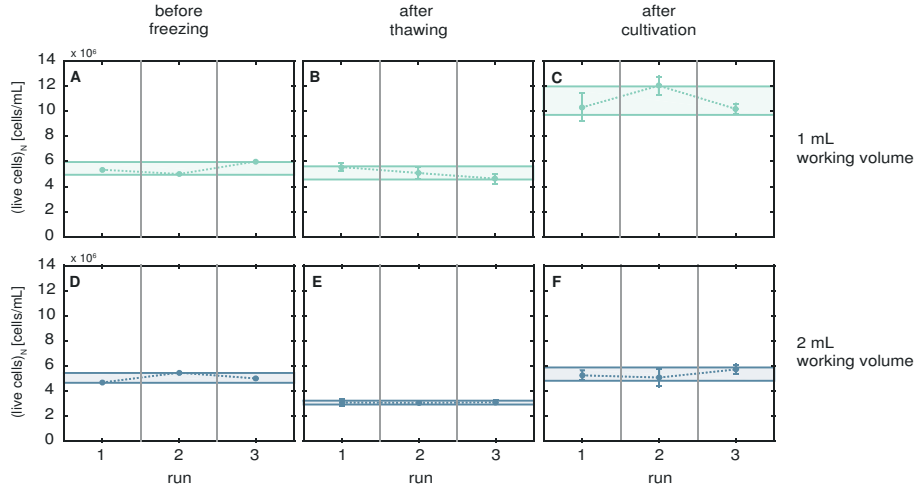 before
freezing
after
thawing
after
cultivation
x 10⁶
A
B
C
14
12
10
8
6
4
2
0
(live cells)N [cells/mL]
1 mL
working volume
x 10⁶
D
E
F
14
12
10
8
6
4
2
0
(live cells)N [cells/mL]
2 mL
working volume
1 2 3 1 2 3 1 2 3
run run run